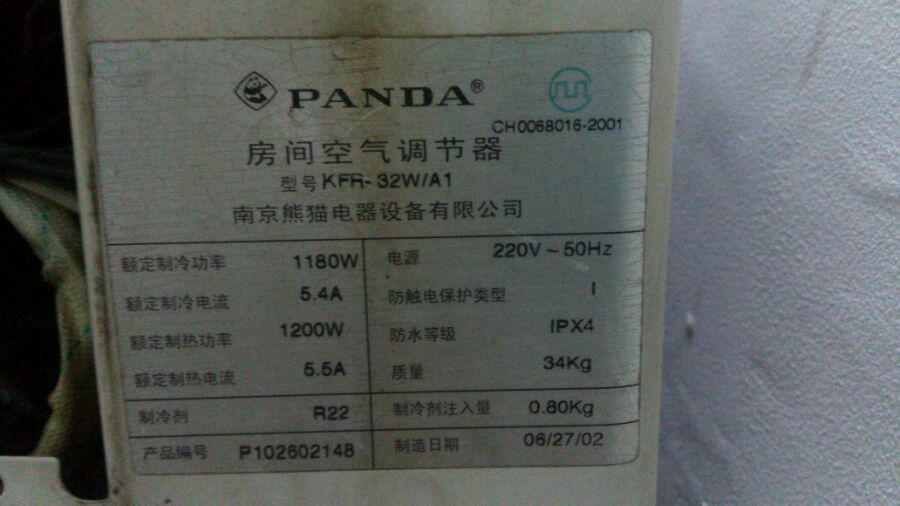 PANDA®
CH0068016-2001
房间空气调节器
型号 KFR-32W/A1
南京熊猫电器设备有限公司
额定制冷功率 1180W 电源 220V~50Hz
额定制冷电流 5.4A 防触电保护类型 I
额定制热功率 1200W 防水等级 IPX4
额定制热电流 5.5A 质量 34Kg
制冷剂 R22 制冷剂注入量 0.80Kg
产品编号 P102602148 制造日期 06/27/02